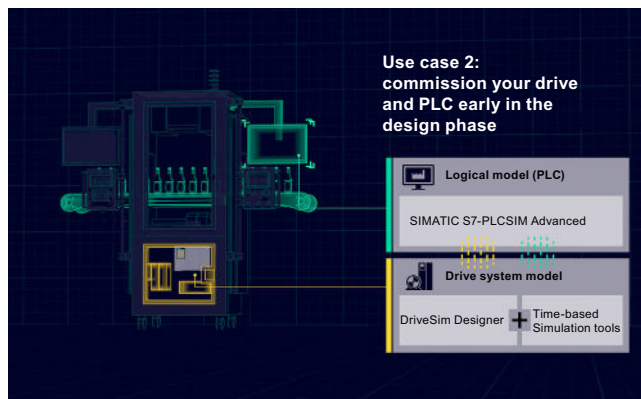 Use case 2:
commission your drive
and PLC early in the
design phase
Logical model (PLC)
SIMATIC S7-PLCSIM Advanced
Drive system model
DriveSim Designer
+
Time-based
Simulation tools